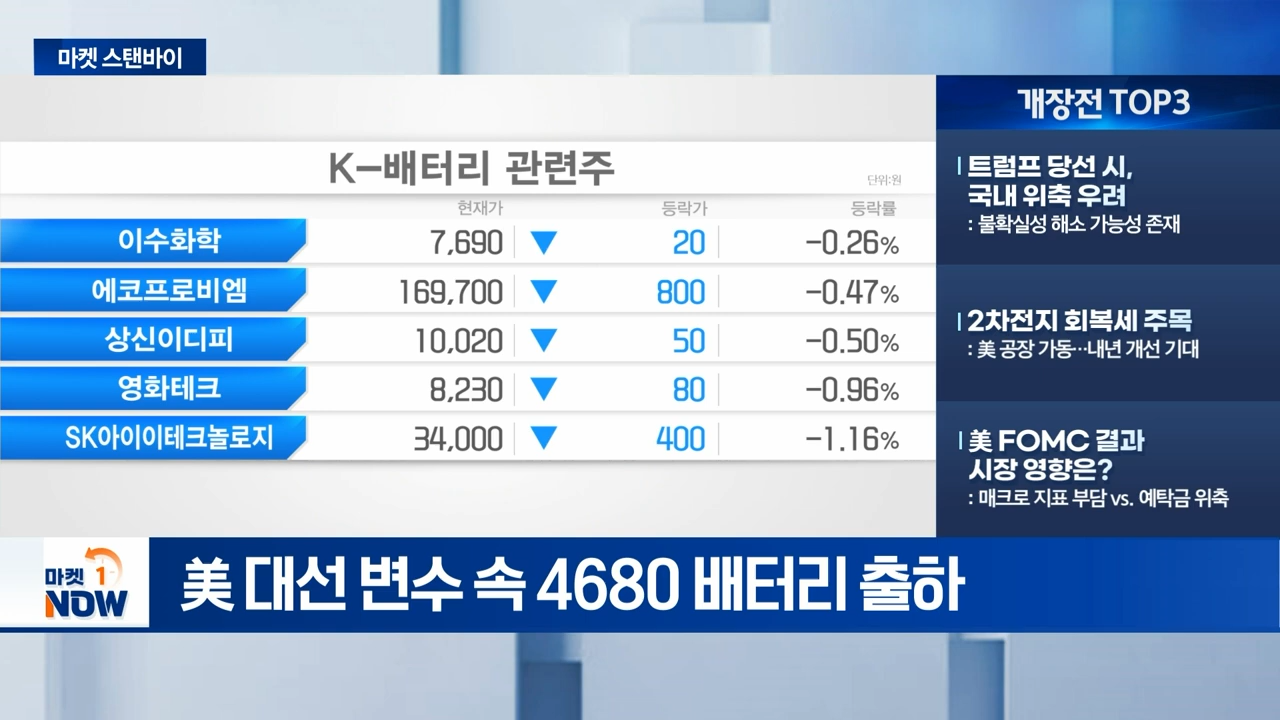 마켓 스탠바이
K-배터리 관련주
단위:원
현재가 등락가 등락률
이수화학 7,690 ▼ 20 -0.26%
에코프로비엠 169,700 ▼ 800 -0.47%
상신이디피 10,020 ▼ 50 -0.50%
영화테크 8,230 ▼ 80 -0.96%
SK아이이테크놀로지 34,000 ▼ 400 -1.16%
개장전 TOP3
트럼프 당선 시,
국내 위축 우려
: 불확실성 해소 가능성 존재
2차전지 회복세 주목
: 美 공장 가동…내년 개선 기대
美 FOMC 결과
시장 영향은?
: 매크로 지표 부담 vs. 예탁금 위축
마켓 1
NOW
美 대선 변수 속 4680 배터리 출하